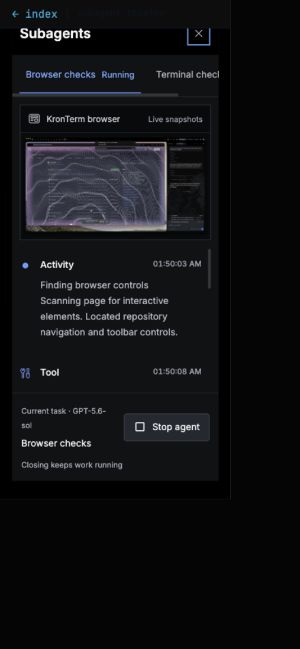 ← index
Subagents
Browser checks Running Terminal checl
KronTerm browser Live snapshots
Activity 01:50:03 AM
Finding browser controls
Scanning page for interactive
elements. Located repository
navigation and toolbar controls.
Tool 01:50:08 AM
Current task · GPT-5.6-
sol
Browser checks
Stop agent
Closing keeps work running